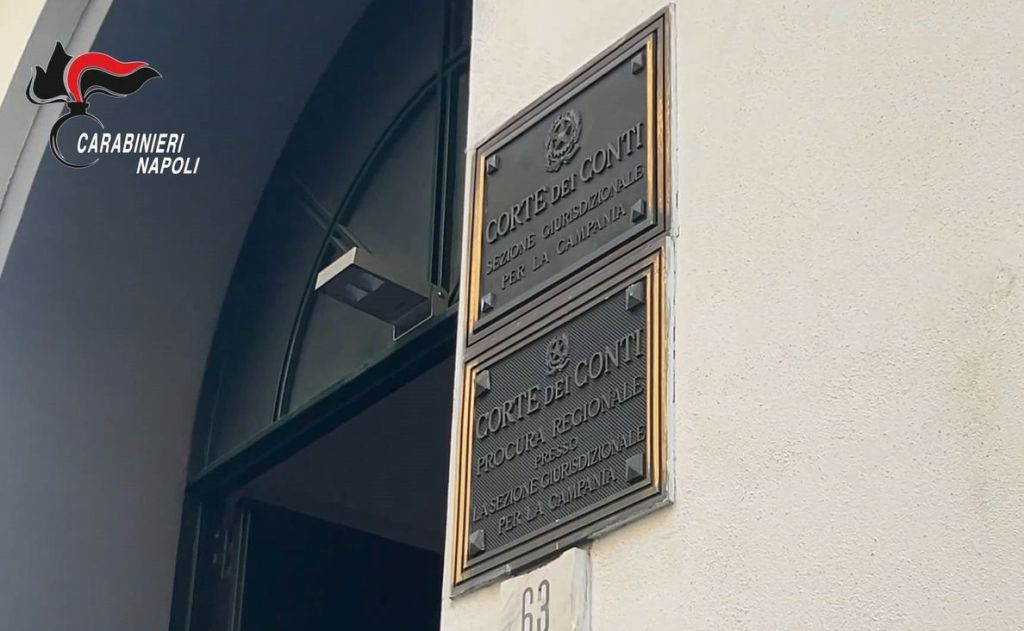 CARABINIERI
NAPOLI
CORTE DEI CONTI
SEZIONE GIURISDIZIONALE
PER LA CAMPANIA
CORTE DEI CONTI
PROCURA REGIONALE
PRESSO
LA SEZIONE GIURISDIZIONALE
PER LA CAMPANIA
63